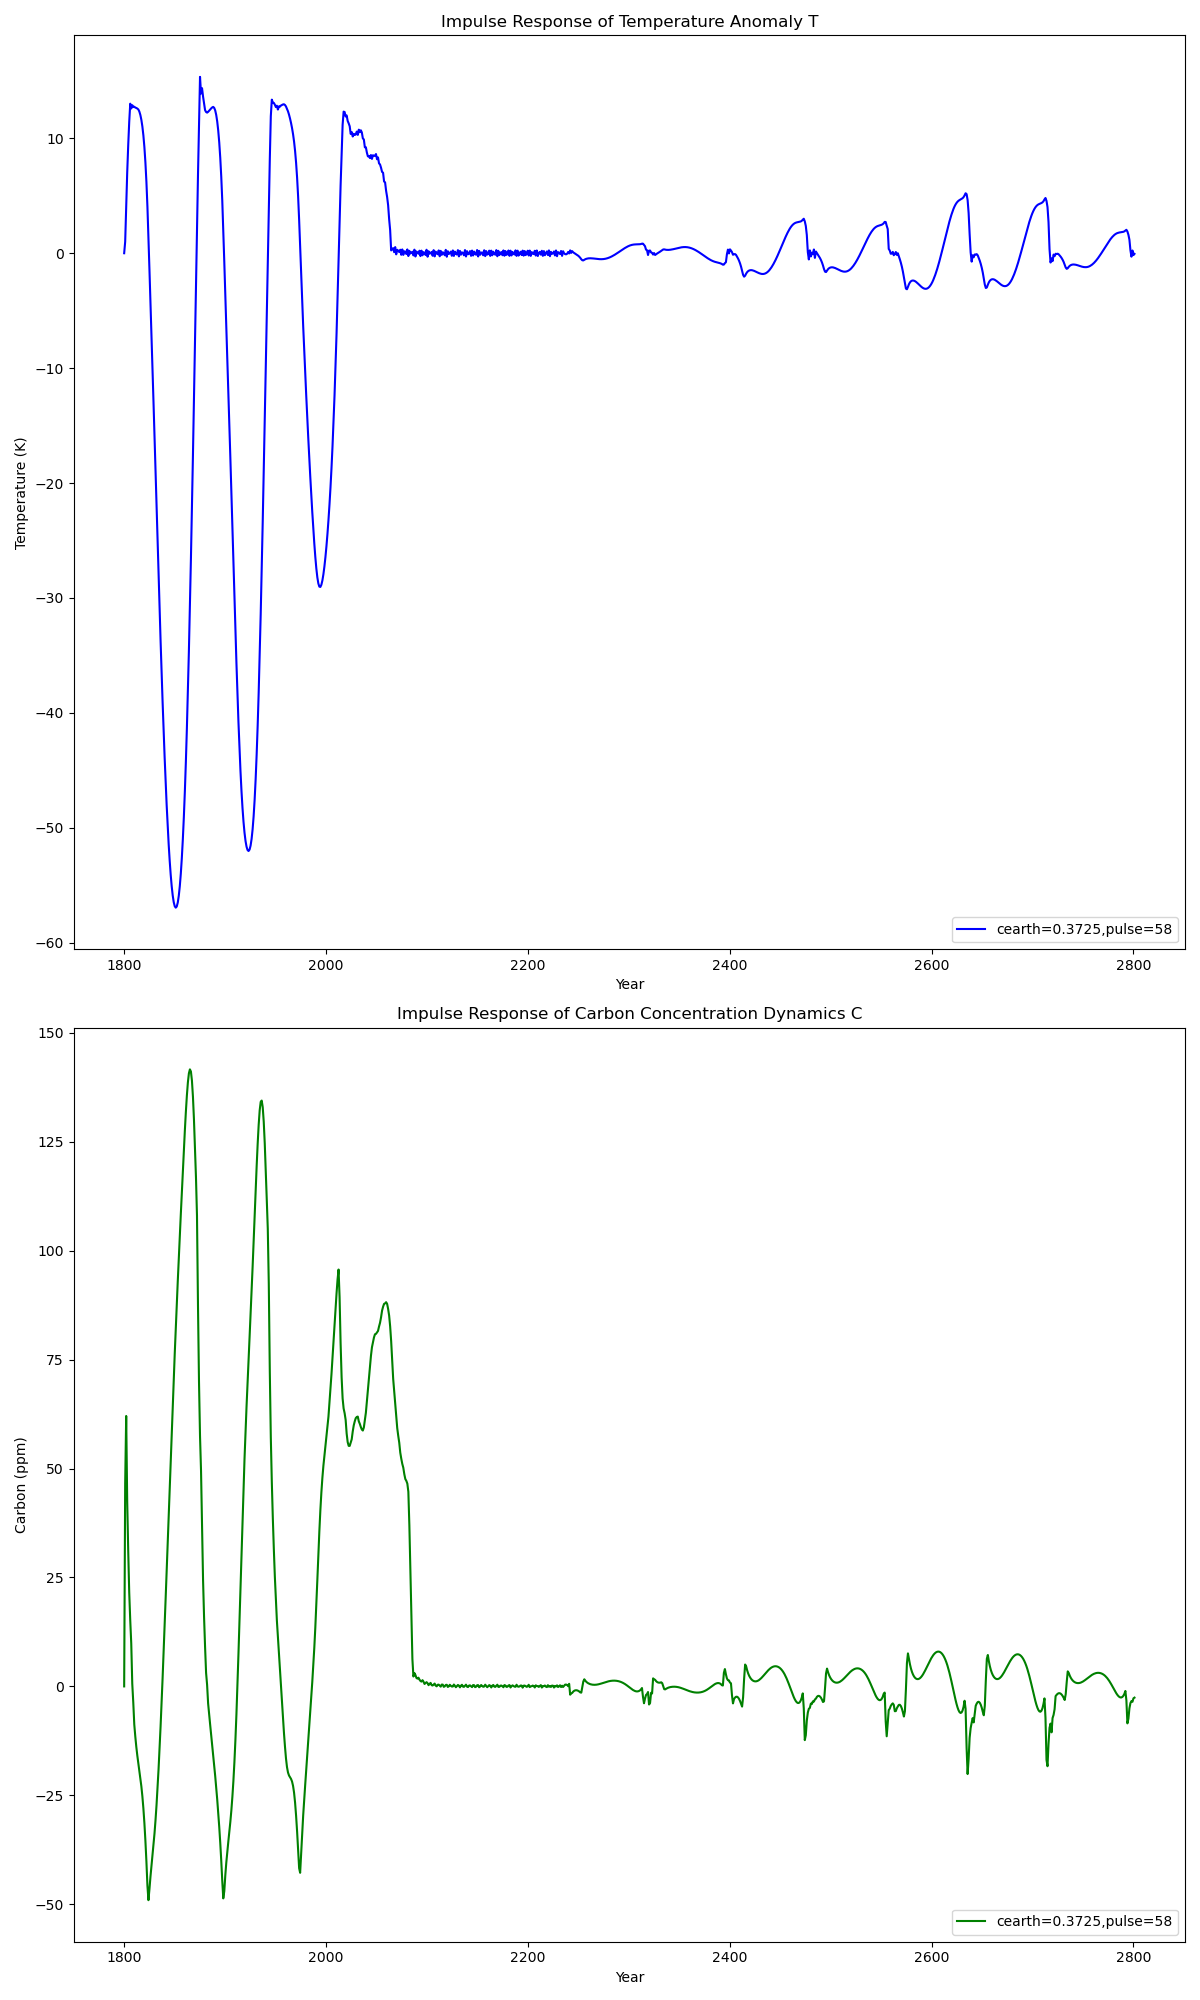 Impulse Response of Temperature Anomaly T
Temperature (K)
10
0
−10
−20
−30
−40
−50
−60
1800 2000 2200 2400 2600 2800
Year
cearth=0.3725,pulse=58
Impulse Response of Carbon Concentration Dynamics C
Carbon (ppm)
150
125
100
75
50
25
0
−25
−50
1800 2000 2200 2400 2600 2800
Year
cearth=0.3725,pulse=58